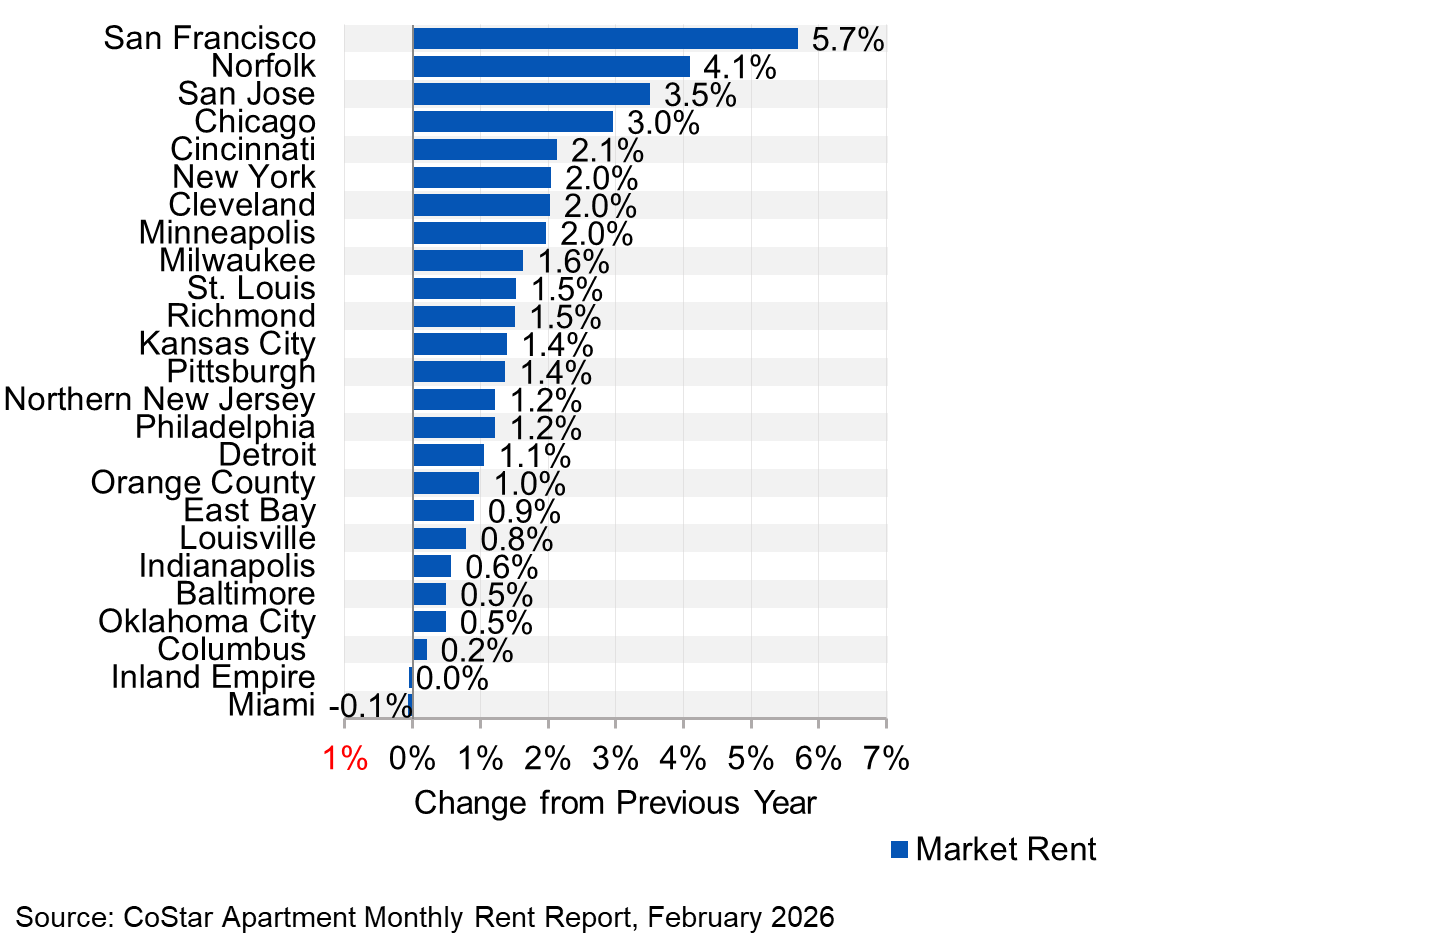 San Francisco 5.7%
Norfolk 4.1%
San Jose 3.5%
Chicago 3.0%
Cincinnati 2.1%
New York 2.0%
Cleveland 2.0%
Minneapolis 2.0%
Milwaukee 1.6%
St. Louis 1.5%
Richmond 1.5%
Kansas City 1.4%
Pittsburgh 1.4%
Northern New Jersey 1.2%
Philadelphia 1.2%
Detroit 1.1%
Orange County 1.0%
East Bay 0.9%
Louisville 0.8%
Indianapolis 0.6%
Baltimore 0.5%
Oklahoma City 0.5%
Columbus 0.2%
Inland Empire 0.0%
Miami -0.1%
1% 0% 1% 2% 3% 4% 5% 6% 7%
Change from Previous Year
Market Rent
Source: CoStar Apartment Monthly Rent Report, February 2026